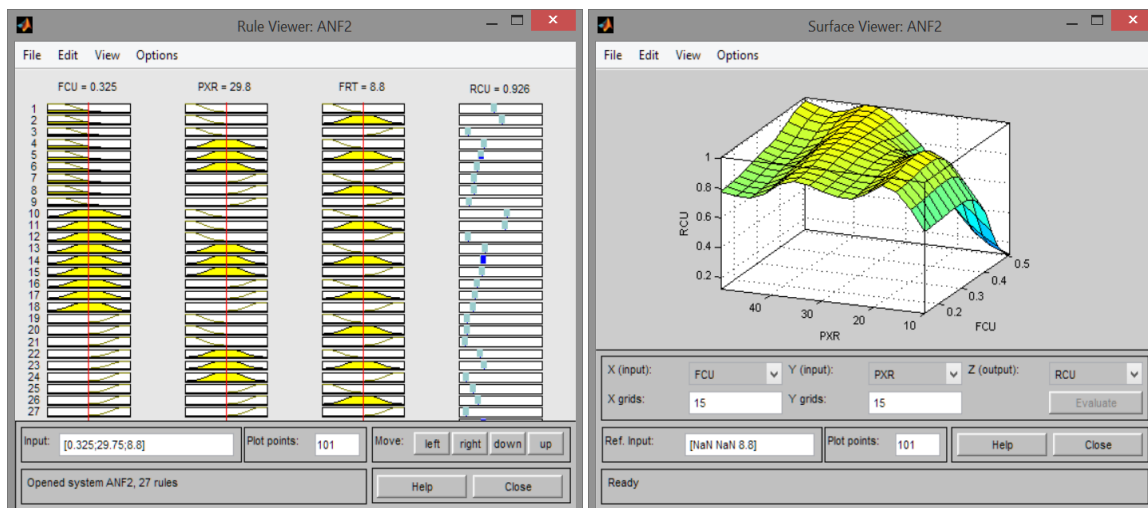 Rule Viewer: ANF2
File Edit View Options
FCU = 0.325 PXR = 29.8 FRT = 8.8 RCU = 0.926
1
2
3
4
5
6
7
8
9
10
11
12
13
14
15
16
17
18
19
20
21
22
23
24
25
26
27
Input: [0.325;29.75;8.8] Plot points: 101 Move: left right down up
Opened system ANF2, 27 rules Help Close
Surface Viewer: ANF2
File Edit View Options
1
0.8
0.6
0.4
0.2
RCU
40 30 20 10
PXR
0.2 0.3 0.4 0.5
FCU
X (input): FCU Y (input): PXR Z (output): RCU
X grids: 15 Y grids: 15 Evaluate
Ref. Input: [NaN NaN 8.8] Plot points: 101 Help Close
Ready